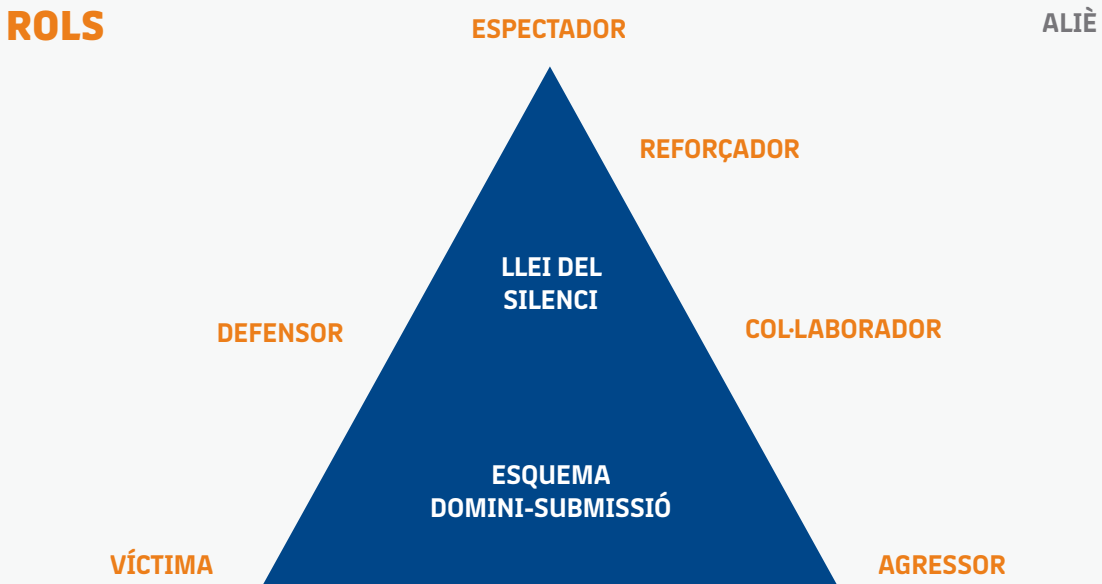 ROLS
ESPECTADOR
ALIÈ
REFORÇADOR
LLEI DEL
SILENCI
DEFENSOR
COL·LABORADOR
ESQUEMA
DOMINI-SUBMISSIÓ
VÍCTIMA
AGRESSOR